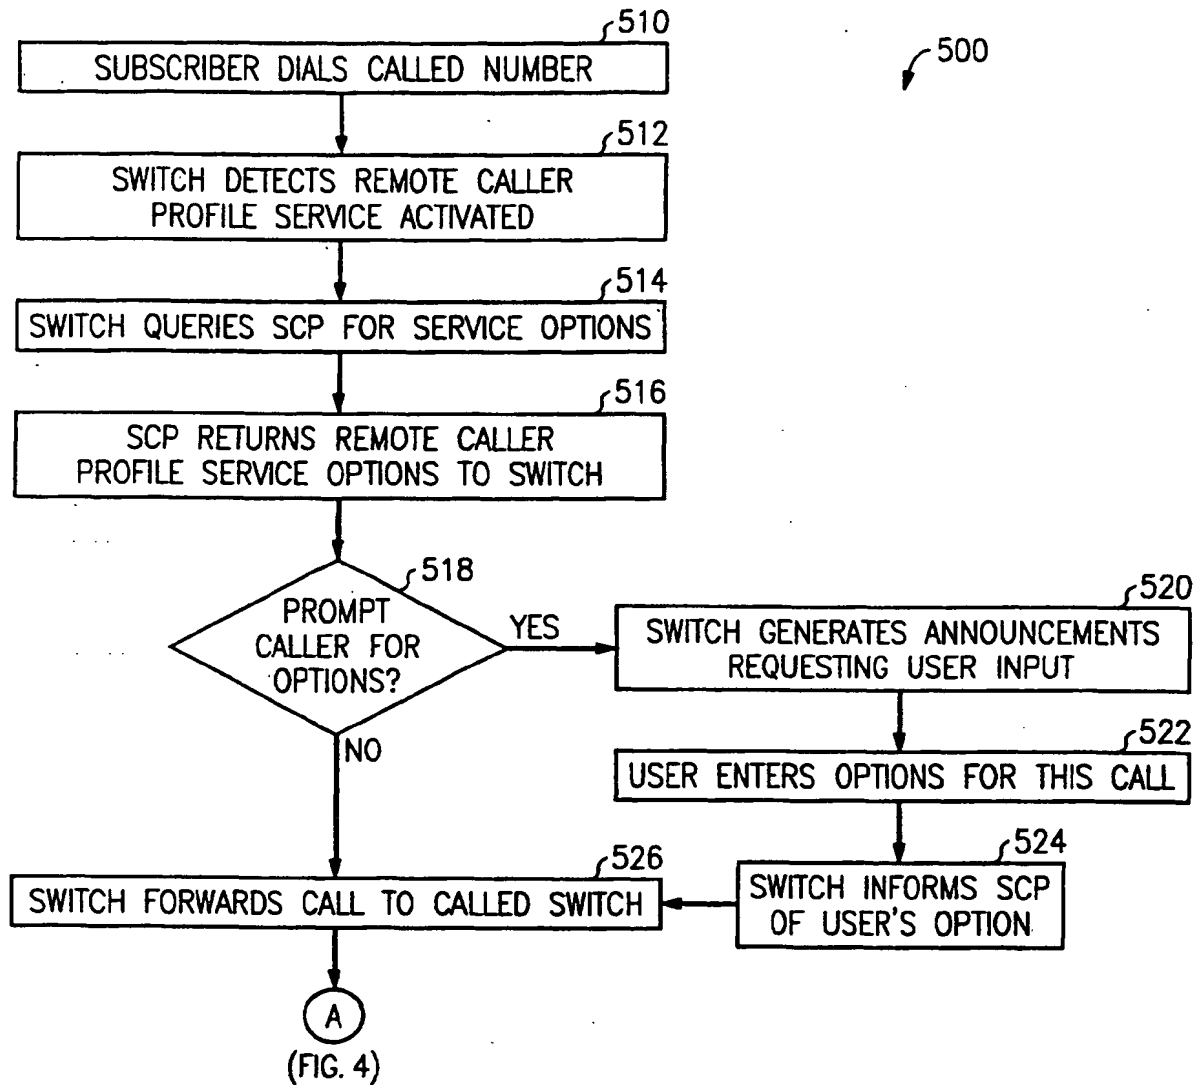 510
SUBSCRIBER DIALS CALLED NUMBER
500
512
SWITCH DETECTS REMOTE CALLER
PROFILE SERVICE ACTIVATED
514
SWITCH QUERIES SCP FOR SERVICE OPTIONS
516
SCP RETURNS REMOTE CALLER
PROFILE SERVICE OPTIONS TO SWITCH
518
PROMPT
CALLER FOR
OPTIONS?
YES
NO
520
SWITCH GENERATES ANNOUNCEMENTS
REQUESTING USER INPUT
522
USER ENTERS OPTIONS FOR THIS CALL
524
SWITCH INFORMS SCP
OF USER'S OPTION
526
SWITCH FORWARDS CALL TO CALLED SWITCH
A
(FIG. 4)